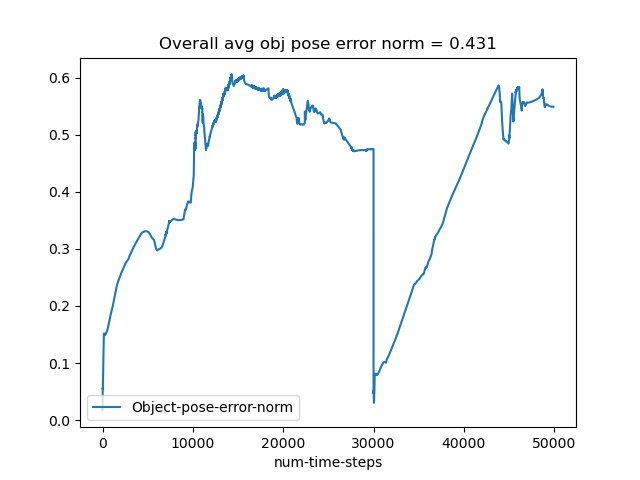 Overall avg obj pose error norm = 0.431
0.6
0.5
0.4
0.3
0.2
0.1
0.0
Object-pose-error-norm
0 10000 20000 30000 40000 50000
num-time-steps